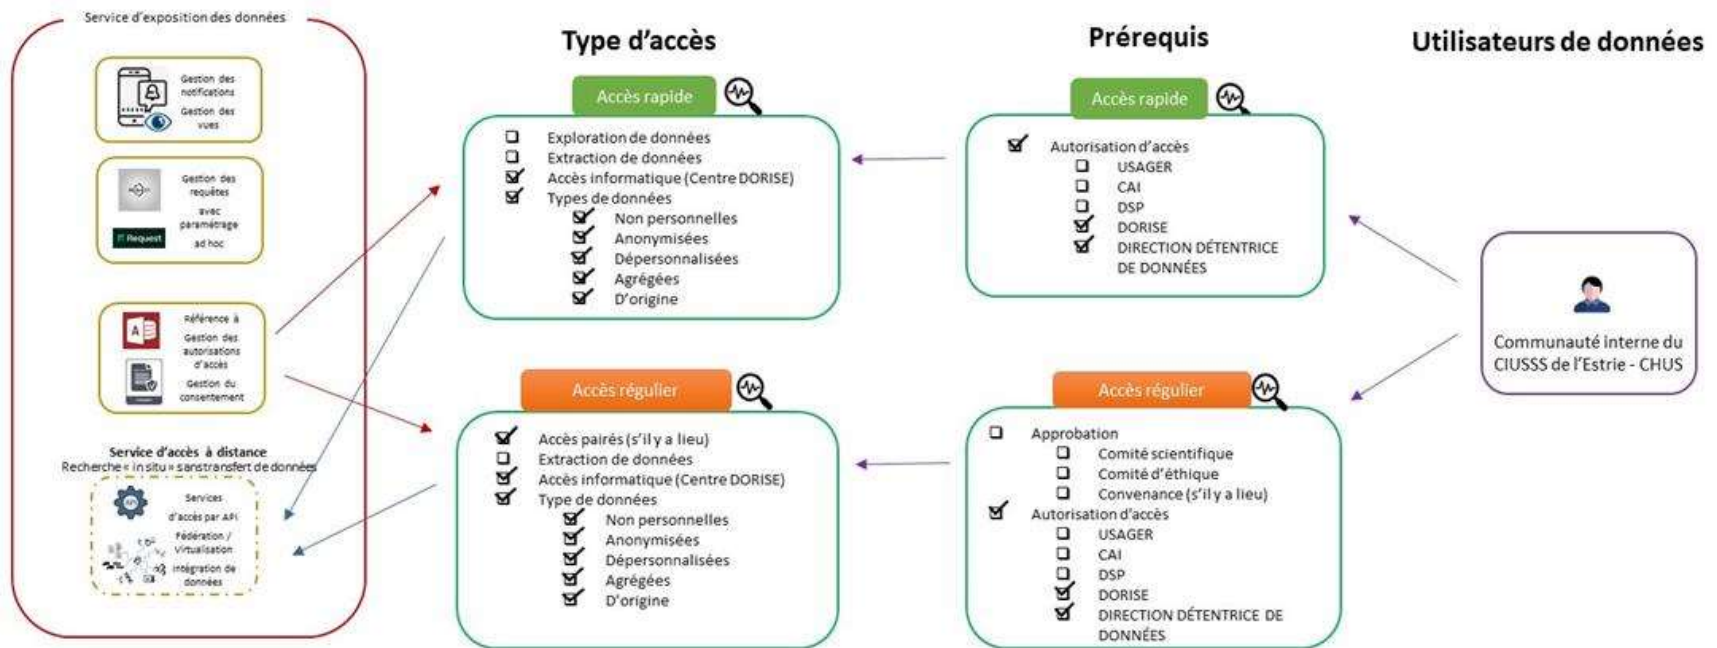 Service d'exposition des données
Gestion des
notifications
Gestion des
vues
Gestion des
requêtes
avec
paramétrage
ad hoc
Request
Référence à
Gestion des
autorisations
d'accès
Gestion du
consentement
Service d'accès à distance
Recherche « in situ » sans transfert de données
API
Services
d'accès par API
Fédération /
Virtualisation
Intégration de
données
Type d'accès
Accès rapide
Exploration de données
Extraction de données
Accès informatique (Centre DORISE)
Types de données
Non personnelles
Anonymisées
Dépersonnalisées
Agrégées
D'origine
Accès régulier
Accès pairés (s'il y a lieu)
Extraction de données
Accès informatique (Centre DORISE)
Type de données
Non personnelles
Anonymisées
Dépersonnalisées
Agrégées
D'origine
Prérequis
Accès rapide
Autorisation d'accès
USAGER
CAI
DSP
DORISE
DIRECTION DÉTENTRICE
DE DONNÉES
Accès régulier
Approbation
Comité scientifique
Comité d'éthique
Convenance (s'il y a lieu)
Autorisation d'accès
USAGER
CAI
DSP
DORISE
DIRECTION DÉTENTRICE DE
DONNÉES
Utilisateurs de données
Communauté interne du
CIUSSS de l'Estrie - CHUS